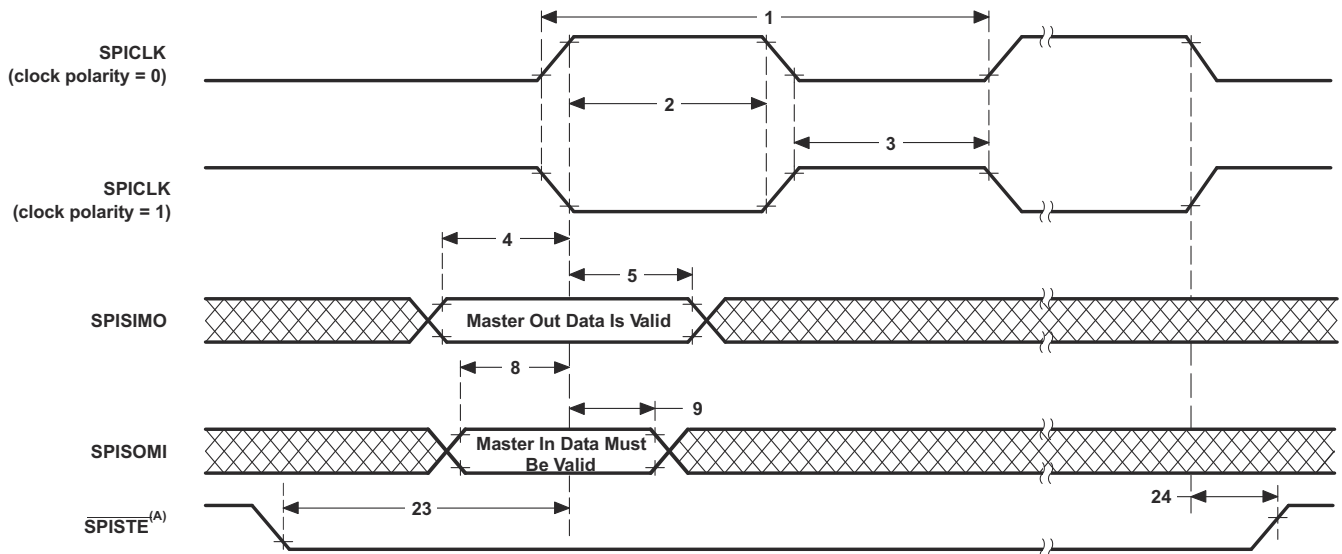 1
SPICLK
(clock polarity = 0)
2
3
SPICLK
(clock polarity = 1)
4
5
SPISIMO
Master Out Data Is Valid
8
9
SPISOMI
Master In Data Must
Be Valid
SPISTE(A)
23
24